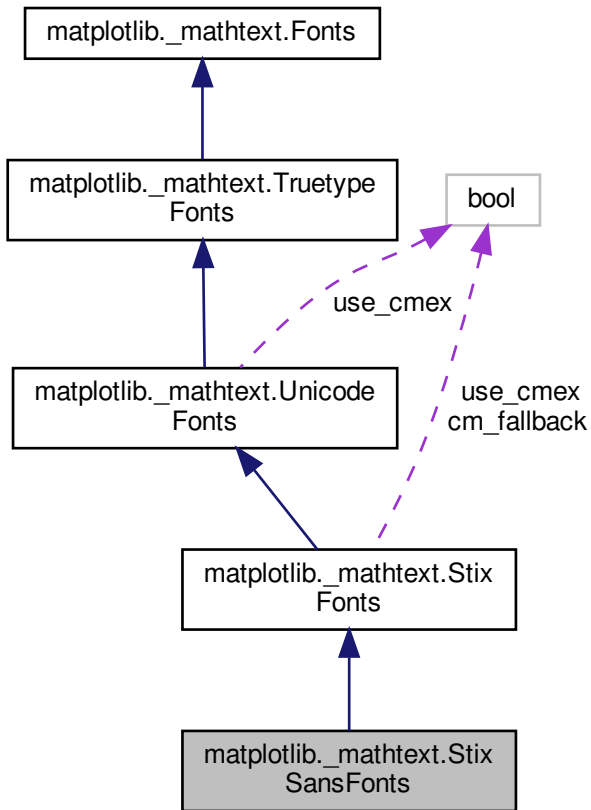 matplotlib._mathtext.Fonts
matplotlib._mathtext.Truetype
Fonts
bool
use_cmex
matplotlib._mathtext.Unicode
Fonts
use_cmex
cm_fallback
matplotlib._mathtext.Stix
Fonts
matplotlib._mathtext.Stix
SansFonts